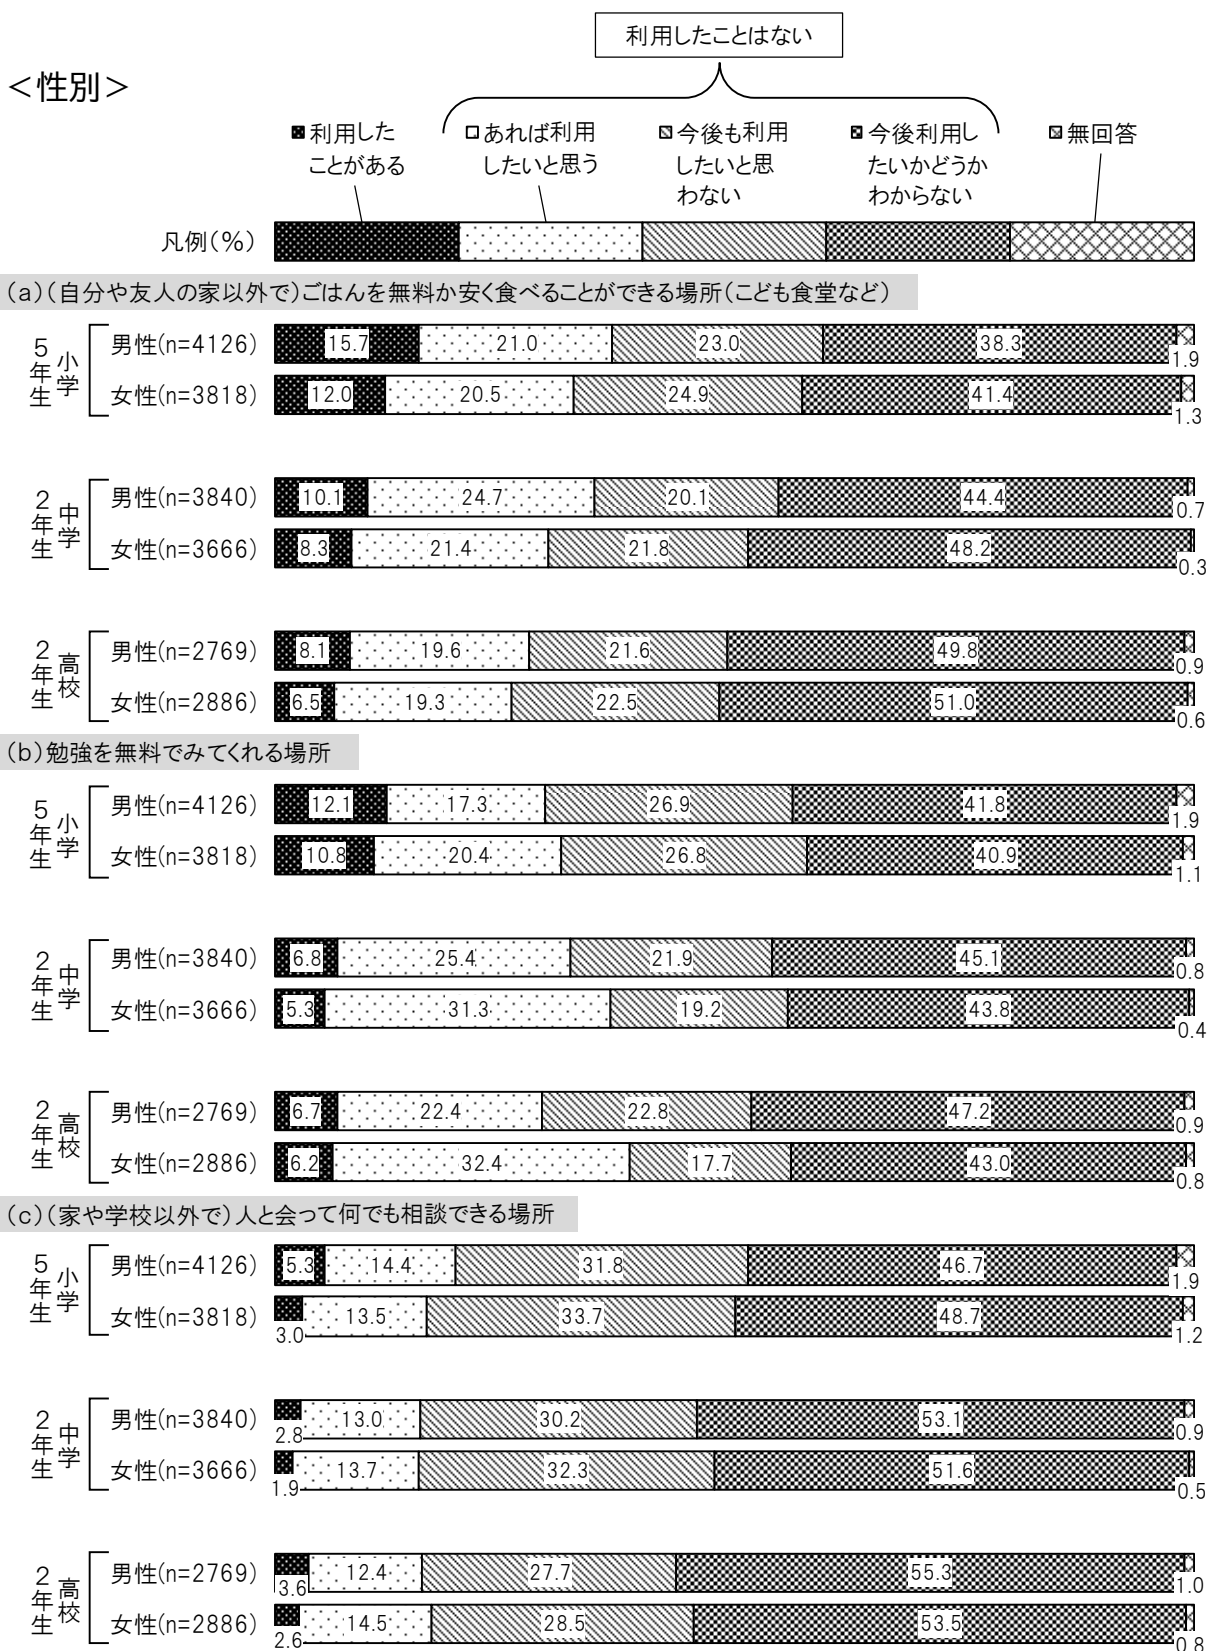 利用したことはない
＜性別＞
利用した
ことがある
あれば利用
したいと思う
今後も利用
したいと思
わない
今後利用し
たいかどうか
わからない
無回答
凡例(％)
(a)(自分や友人の家以外で)ごはんを無料か安く食べることができる場所(こども食堂など)
小学
5年生
男性(n=4126) 15.7 21.0 23.0 38.3 1.9
女性(n=3818) 12.0 20.5 24.9 41.4 1.3
中学
2年生
男性(n=3840) 10.1 24.7 20.1 44.4 0.7
女性(n=3666) 8.3 21.4 21.8 48.2 0.3
高校
2年生
男性(n=2769) 8.1 19.6 21.6 49.8 0.9
女性(n=2886) 6.5 19.3 22.5 51.0 0.6
(b)勉強を無料でみてくれる場所
小学
5年生
男性(n=4126) 12.1 17.3 26.9 41.8 1.9
女性(n=3818) 10.8 20.4 26.8 40.9 1.1
中学
2年生
男性(n=3840) 6.8 25.4 21.9 45.1 0.8
女性(n=3666) 5.3 31.3 19.2 43.8 0.4
高校
2年生
男性(n=2769) 6.7 22.4 22.8 47.2 0.9
女性(n=2886) 6.2 32.4 17.7 43.0 0.8
(c)(家や学校以外で)人と会って何でも相談できる場所
小学
5年生
男性(n=4126) 5.3 14.4 31.8 46.7 1.9
女性(n=3818) 3.0 13.5 33.7 48.7 1.2
中学
2年生
男性(n=3840) 2.8 13.0 30.2 53.1 0.9
女性(n=3666) 1.9 13.7 32.3 51.6 0.5
高校
2年生
男性(n=2769) 3.6 12.4 27.7 55.3 1.0
女性(n=2886) 2.6 14.5 28.5 53.5 0.8